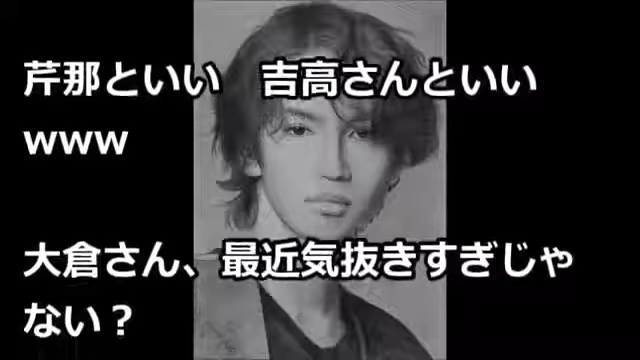 芹那といい　吉高さんといい
www
大倉さん、最近気抜きすぎじゃ
ない？